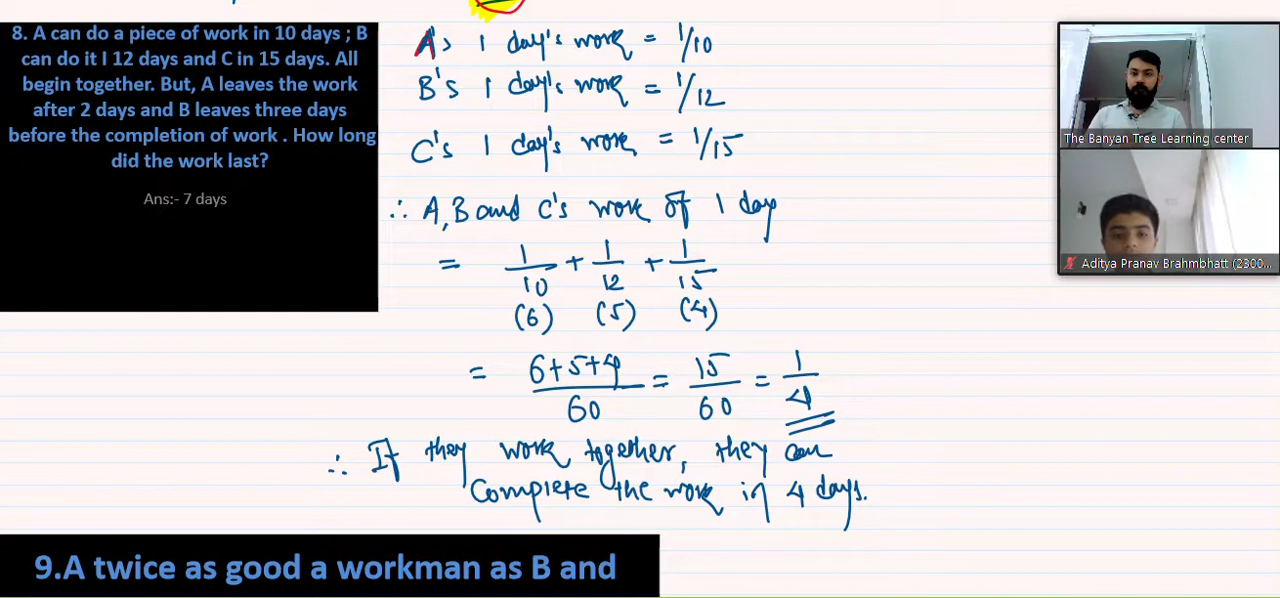 8. A can do a piece of work in 10 days ; B
can do it I 12 days and C in 15 days. All
begin together. But, A leaves the work
after 2 days and B leaves three days
before the completion of work . How long
did the work last?
Ans:- 7 days
A's 1 day's work = 1/10
B's 1 day's work = 1/12
C's 1 day's work = 1/15
∴ A, B and C's work of 1 day
= 1/10 + 1/12 + 1/15
(6) (5) (4)
= 6+5+4/60 = 15/60 = 1/4
∴ If they work together, they can
Complete the work in 4 days.
9.A twice as good a workman as B and
The Banyan Tree Learning center
Aditya Pranav Brahmbhatt (2300...